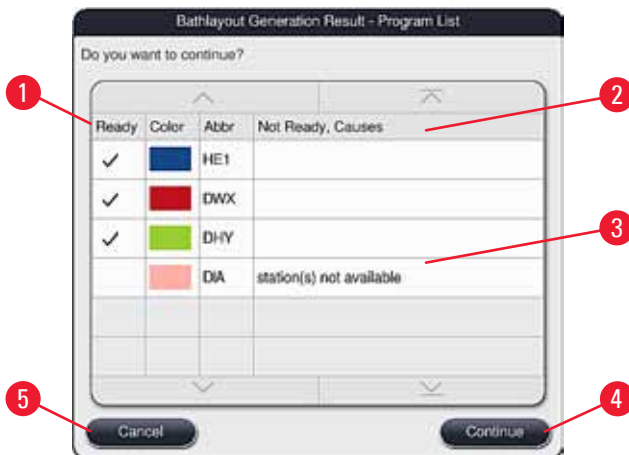 Bathlayout Generation Result - Program List
Do you want to continue?
1
2
Ready Color Abbr Not Ready, Causes
✓ HE1
✓ DWX
✓ DHY
3
DIA station(s) not available
5
4
Cancel Continue